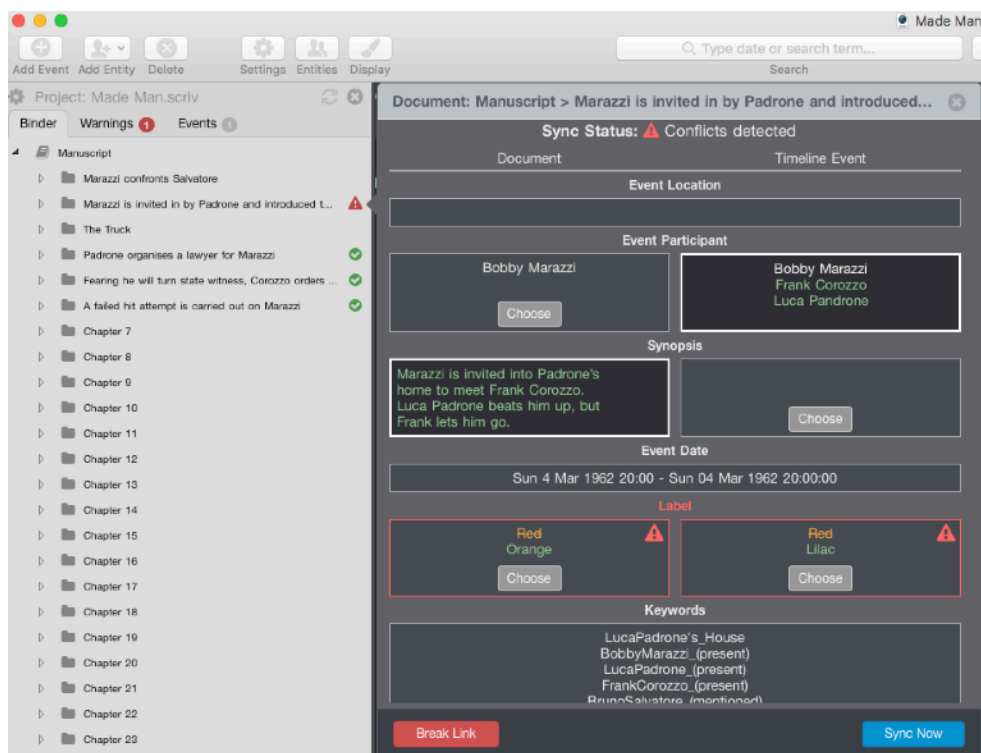 Made Man
Add Event Add Entity Delete Settings Entities Display
Type date or search term...
Search
Project: Made Man.scriv
Binder Warnings 1 Events 1
Manuscript
Marazzi confronts Salvatore
Marazzi is invited in by Padrone and introduced t...
The Truck
Padrone organises a lawyer for Marazzi
Fearing he will turn state witness, Corozzo orders ...
A failed hit attempt is carried out on Marazzi
Chapter 7
Chapter 8
Chapter 9
Chapter 10
Chapter 11
Chapter 12
Chapter 13
Chapter 14
Chapter 15
Chapter 16
Chapter 17
Chapter 18
Chapter 19
Chapter 20
Chapter 21
Chapter 22
Chapter 23
Document: Manuscript > Marazzi is invited in by Padrone and introduced...
Sync Status: Conflicts detected
Document Timeline Event
Event Location
Event Participant
Bobby Marazzi
Choose
Bobby Marazzi
Frank Corozzo
Luca Pandrone
Synopsis
Marazzi is invited into Padrone's
home to meet Frank Corozzo.
Luca Padrone beats him up, but
Frank lets him go.
Choose
Event Date
Sun 4 Mar 1962 20:00 - Sun 04 Mar 1962 20:00:00
Label
Red
Orange
Choose
Red
Lilac
Choose
Keywords
LucaPadrone's_House
BobbyMarazzi_(present)
LucaPadrone_(present)
FrankCorozzo_(present)
BrunoSalvatore_(mentioned)
Break Link Sync Now